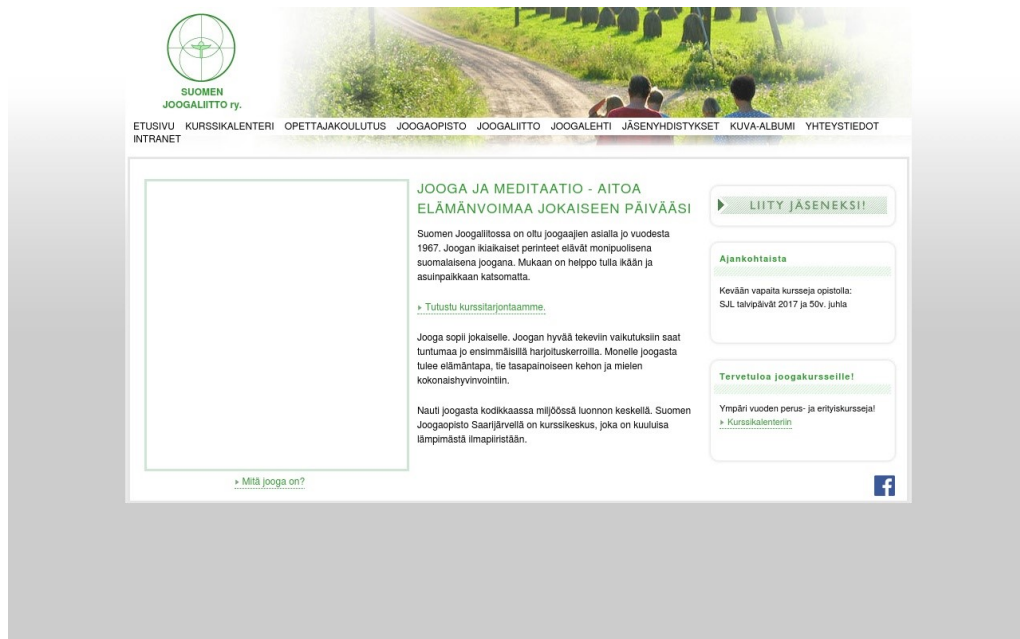 SUOMEN
JOOGALIITTO ry.
ETUSIVU KURSSIKALENTERI OPETTAJAKOULUTUS JOOGAOPISTO JOOGALIITTO JOOGALEHTI JÄSENYHDISTYKSET KUVA-ALBUMI YHTEYSTIEDOT
INTRANET
JOOGA JA MEDITAATIO - AITOA
ELÄMÄNVOIMAA JOKAISEEN PÄIVÄÄSI
Suomen Joogaliitossa on oltu joogaajien asialla jo vuodesta
1967. Joogan ikiaikaiset perinteet elävät monipuolisena
suomalaisena joogana. Mukaan on helppo tulla ikään ja
asuinpaikkaan katsomatta.
Tutustu kurssitarjontaamme.
Jooga sopii jokaiselle. Joogan hyvää tekeviin vaikutuksiin saat
tuntumaa jo ensimmäisillä harjoituskerroilla. Monelle joogasta
tulee elämäntapa, tie tasapainoiseen kehon ja mielen
kokonaishyvinvointiin.
Nauti joogasta kodikkaassa miljöössä luonnon keskellä. Suomen
Joogaopisto Saarijärvellä on kurssikeskus, joka on kuuluisa
lämpimästä ilmapiiristään.
Mitä jooga on?
LIITY JÄSENEKSI!
Ajankohtaista
Kevään vapaita kursseja opistolla:
SJL talvipäivät 2017 ja 50v. juhla
Tervetuloa joogakursseille!
Ympäri vuoden perus- ja erityiskursseja!
Kurssikalenteriin